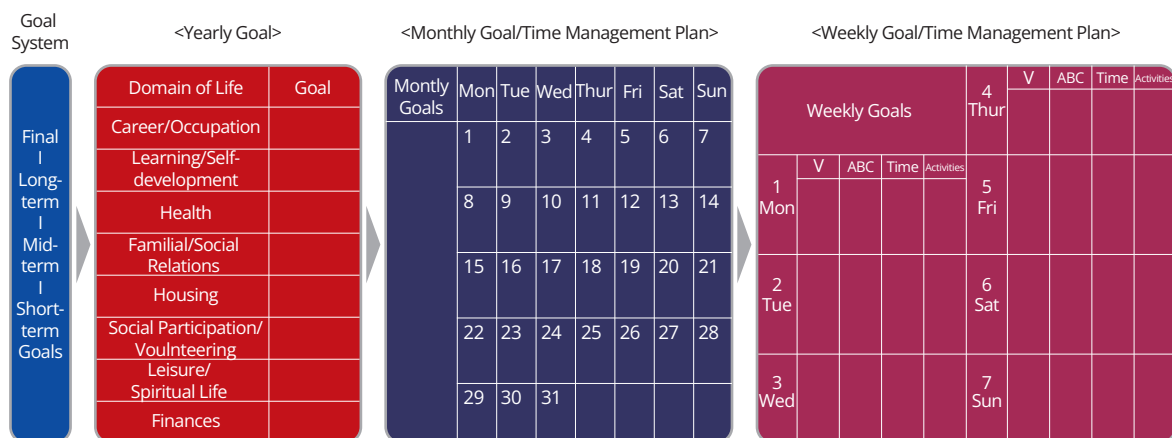 Goal
System
<Yearly Goal>
<Monthly Goal/Time Management Plan>
<Weekly Goal/Time Management Plan>
Final
I
Long-
term
I
Mid-
term
I
Short-
term
Goals
Domain of Life Goal
Career/Occupation
Learning/Self-
development
Health
Familial/Social
Relations
Housing
Social Participation/
Voulnteering
Leisure/
Spiritual Life
Finances
Montly
Goals
Mon Tue Wed Thur Fri Sat Sun
1 2 3 4 5 6 7
8 9 10 11 12 13 14
15 16 17 18 19 20 21
22 23 24 25 26 27 28
29 30 31
Weekly Goals
V ABC Time Activities
1
Mon
2
Tue
3
Wed
V ABC Time Activities
4
Thur
5
Fri
6
Sat
7
Sun